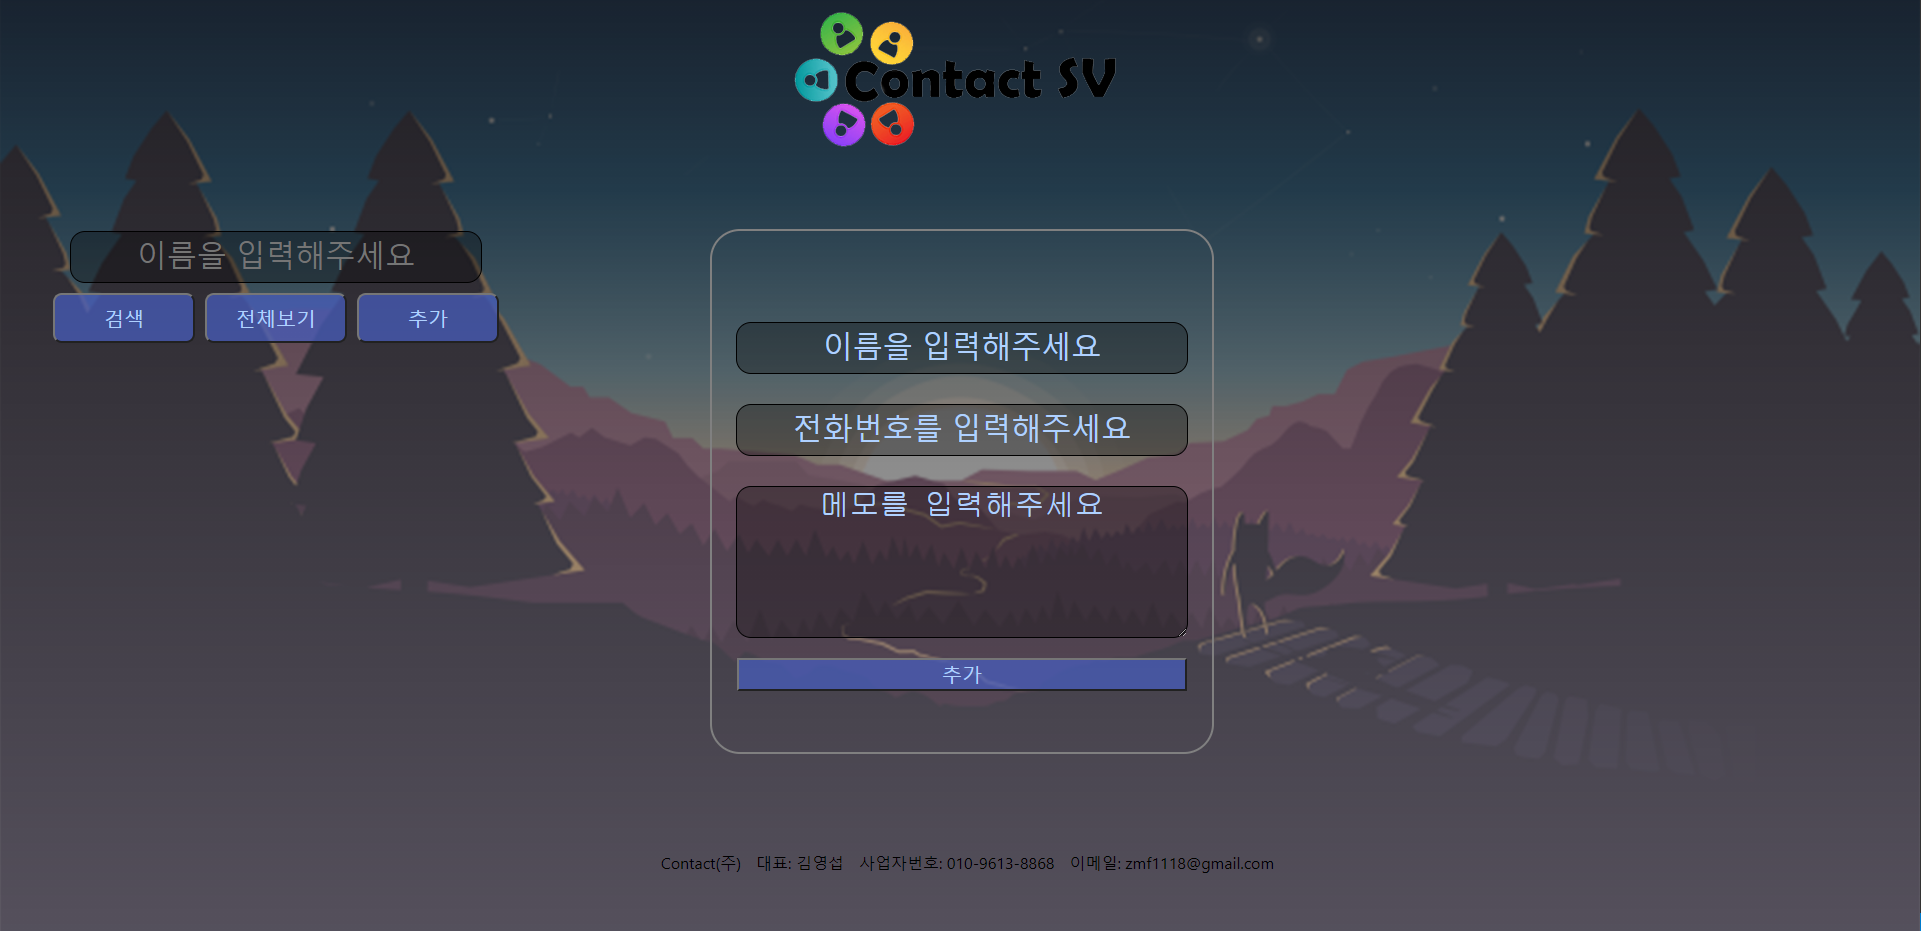 Contact SV
이름을 입력해주세요
검색 전체보기 추가
이름을 입력해주세요
전화번호를 입력해주세요
메모를 입력해주세요
추가
Contact(주) 대표: 김영섭 사업자번호: 010-9613-8868 이메일: zmf1118@gmail.com